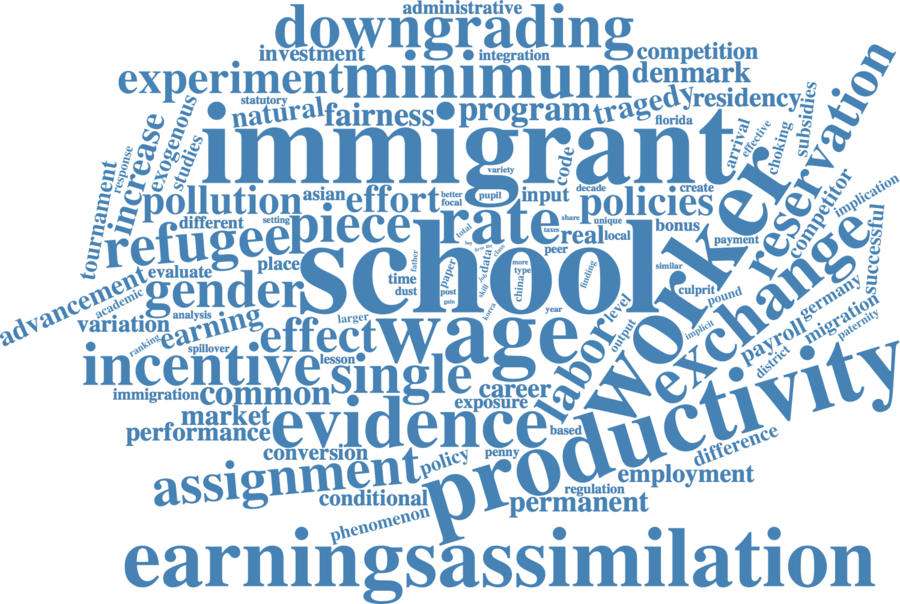 administrative
downgrading
investment
integration
competition
experiment
minimum
denmark
statutory
natural
fairness
program
tragedy
residency
subsidies
reservation
exogenous
increase
studies
response
tournament
immigrant
florida
arrival
effective
choking
code
variety
pollution
asian
effort
better
focal
pupil
input
decade
create
policies
worker
competitor
implication
different
setting
piece
rate
total
share
unique
taxes
real
local
bonus
payment
peer
refugee
exchange
successful
place
evaluate
advancement
academic
gender
school
time
dust
father
paper
post
gain
data
skill
korea
more
type
china
finding
year
similar
culprit
pound
implicit
germany
migration
paternity
payroll
district
variation
analysis
earning
ranking
spillover
larger
effect
wage
level
output
labor
incentive
lesson
single
career
exposure
immigration
common
market
performance
evidence
based
productivity
conversion
policy
penny
difference
assignment
employment
conditional
regulation
permanent
phenomenon
earningsassimilation